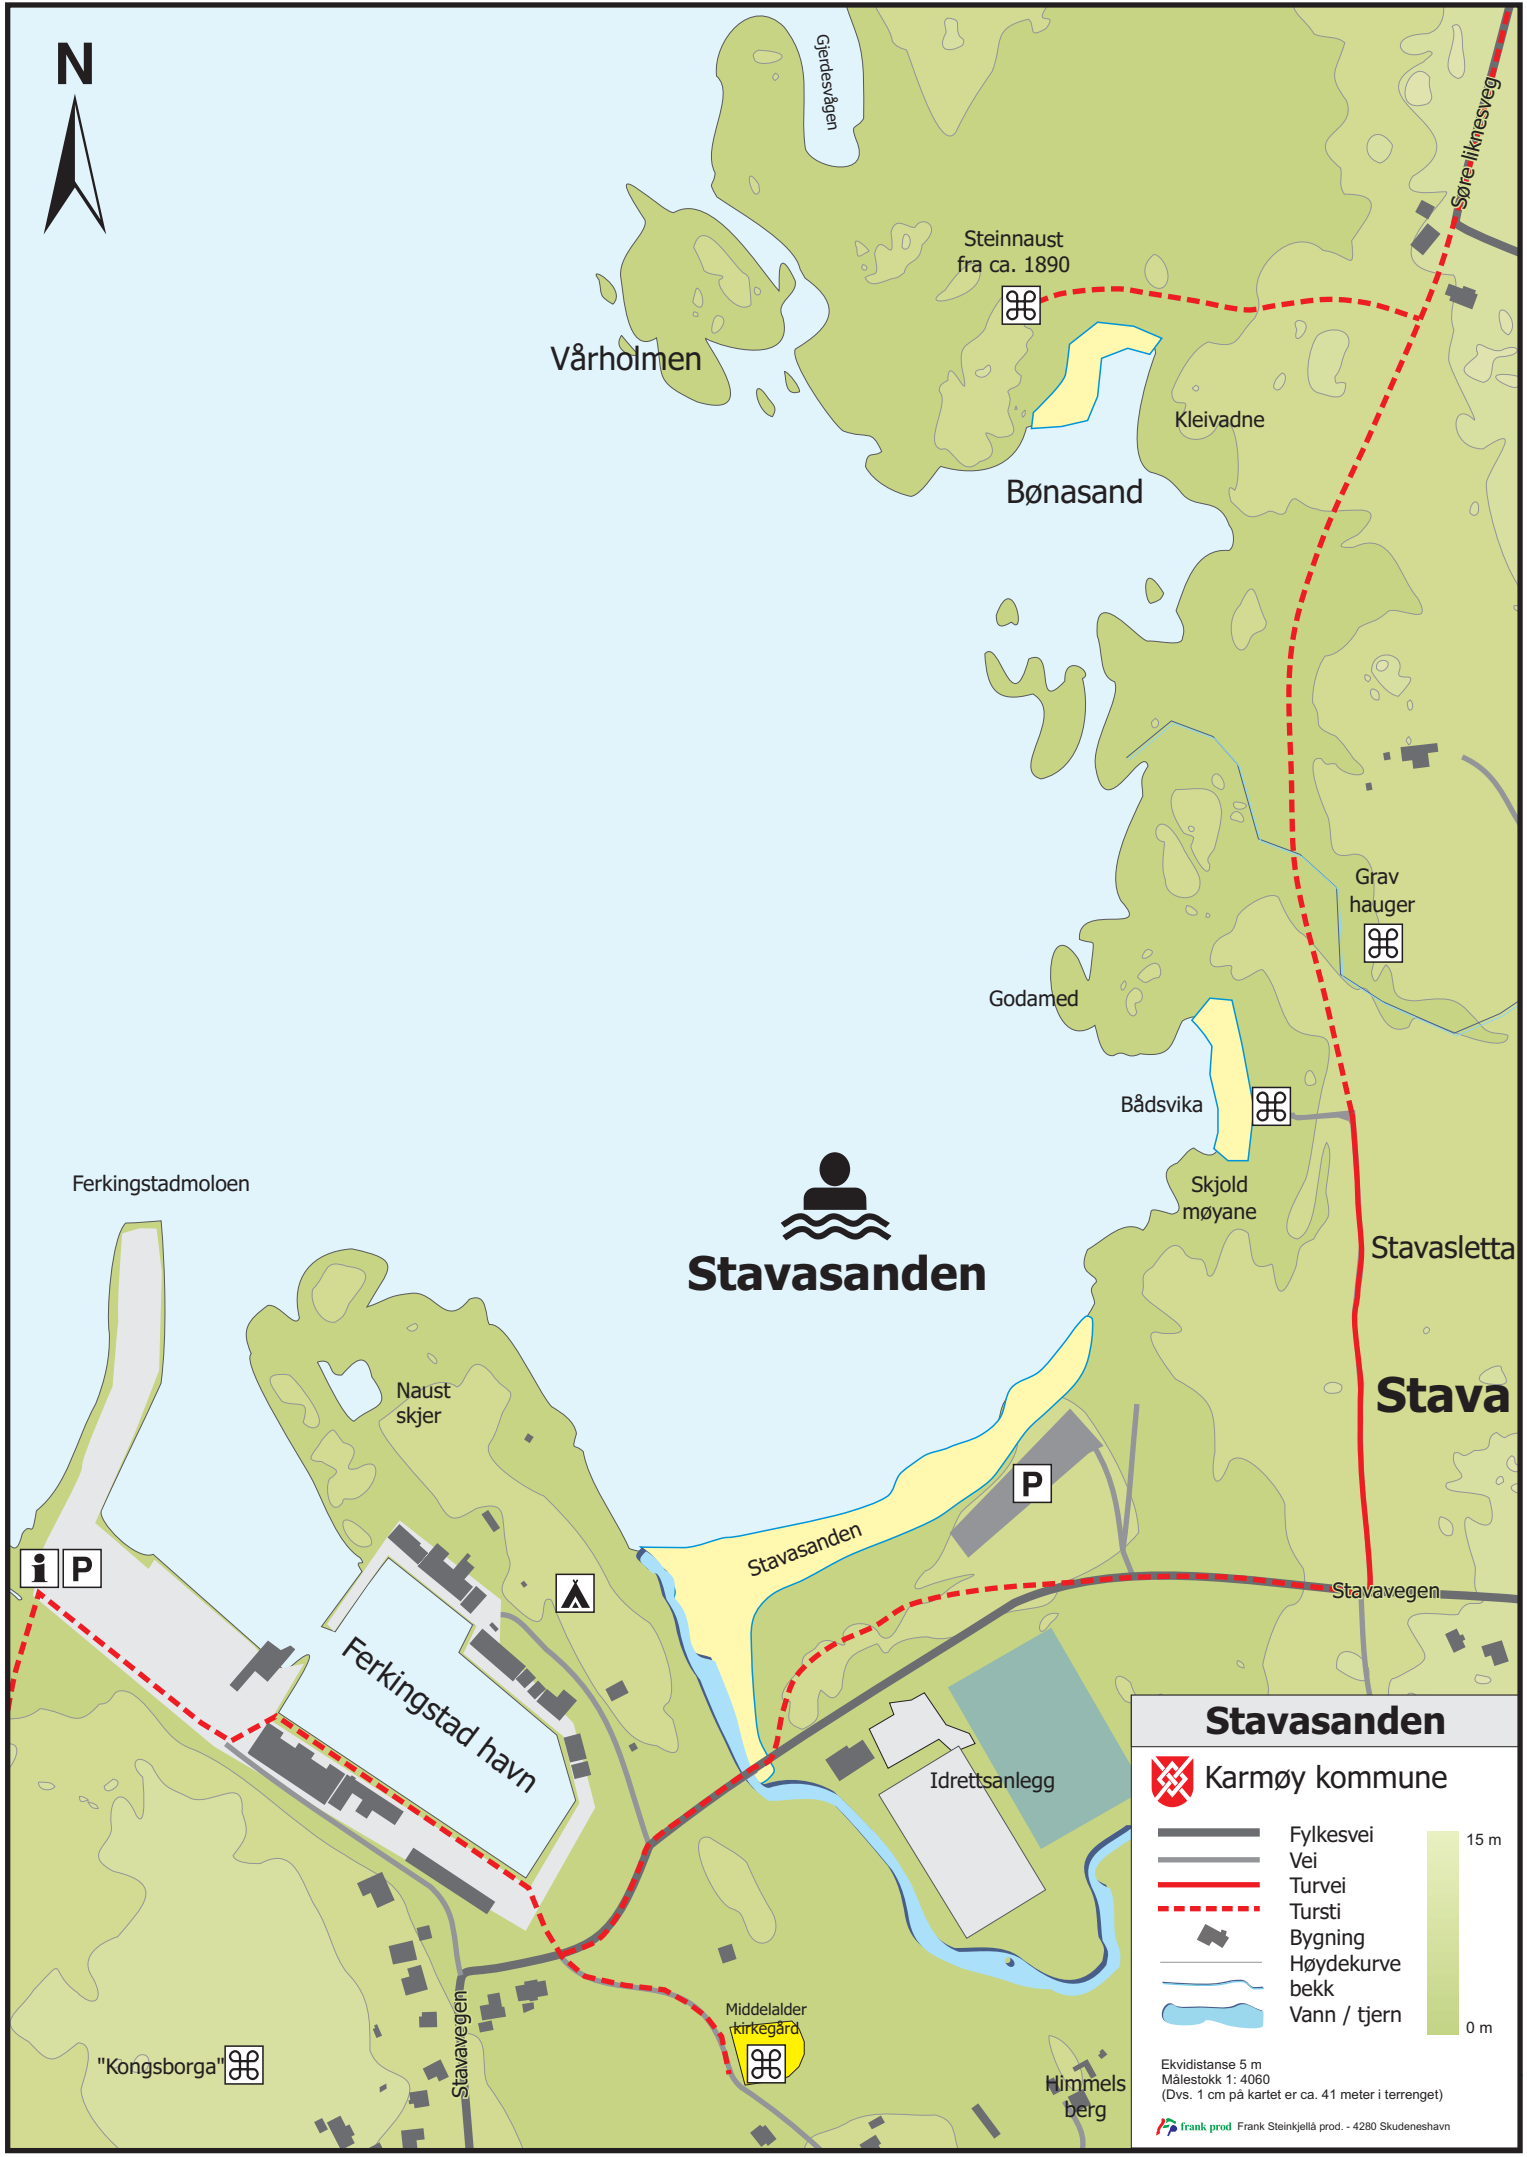 N
Gjerdesvågen
Søre liknesveg
Steinnaust
fra ca. 1890
Vårholmen
Kleivadne
Bønasand
Grav
hauger
Godamed
Bådsvika
Skjold
møyane
Ferkingstadmoloen
Stavasletta
Stavasanden
Stava
Naust
skjer
P
Stavasanden
i P
Stavavegen
Ferkingstad havn
Idrettsanlegg
Middelalder
kirkegård
Stavavegen
"Kongsborga"
Himmels
berg
Stavasanden
Karmøy kommune
Fylkesvei
Vei
Turvei
Tursti
Bygning
Høydekurve
bekk
Vann / tjern
15 m
0 m
Ekvidistanse 5 m
Målestokk 1: 4060
(Dvs. 1 cm på kartet er ca. 41 meter i terrenget)
frank prod Frank Steinkjellå prod. - 4280 Skudeneshavn